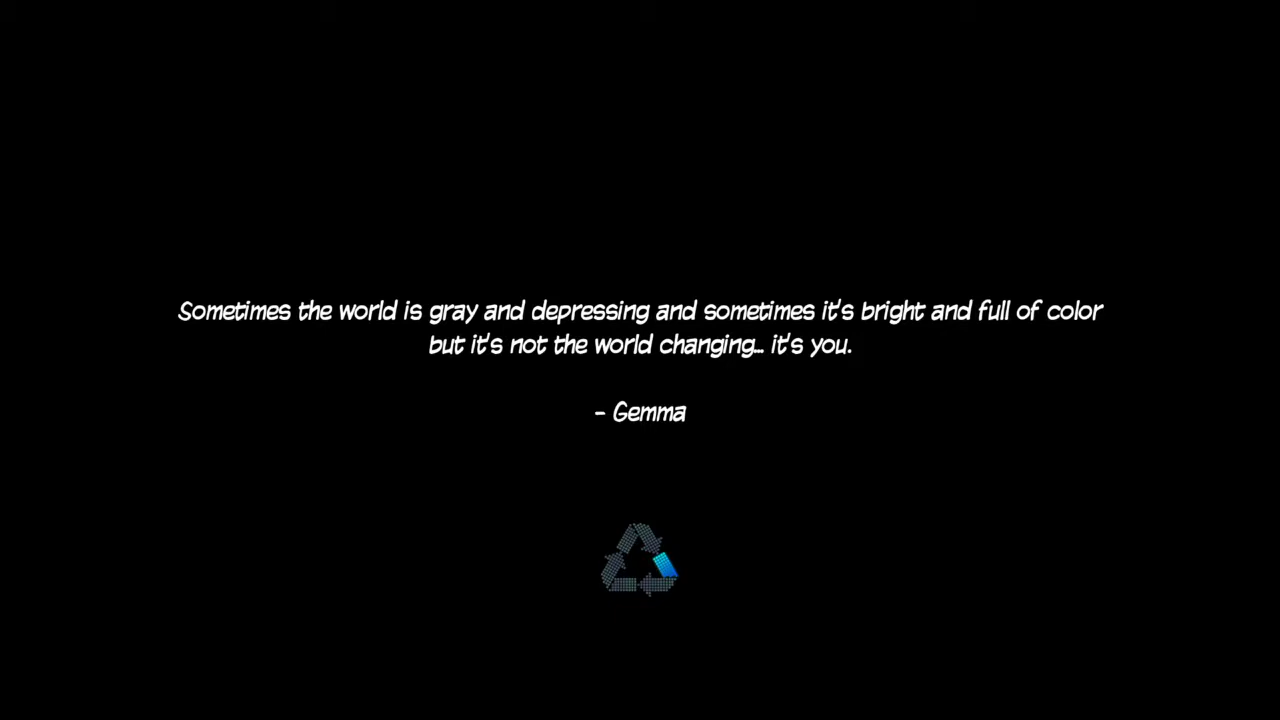 Sometimes the world is gray and depressing and sometimes it's bright and full of color
but it's not the world changing... it's you.
- Gemma